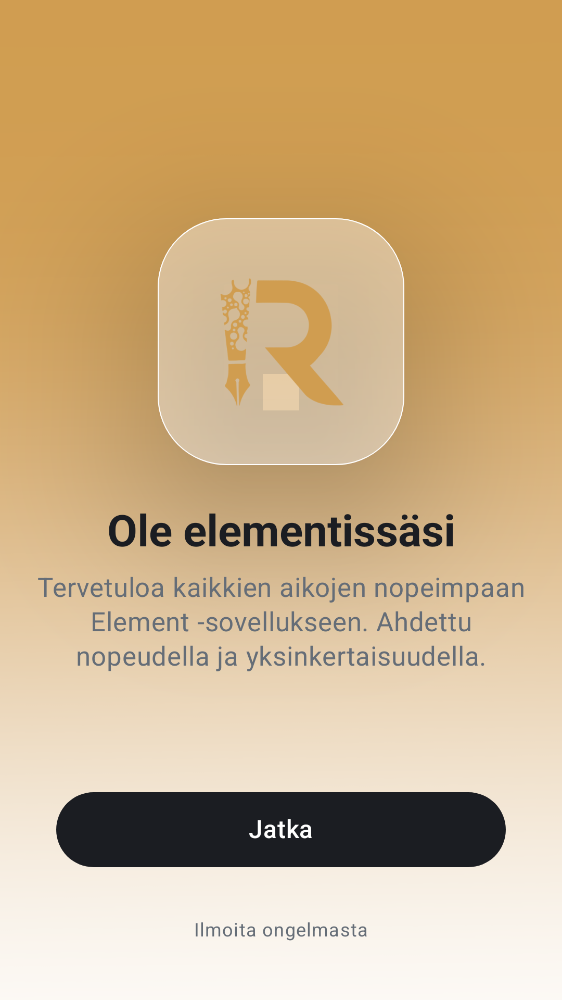 R
Ole elementissäsi
Tervetuloa kaikkien aikojen nopeimpaan
Element -sovellukseen. Ahdettu
nopeudella ja yksinkertaisuudella.
Jatka
Ilmoita ongelmasta